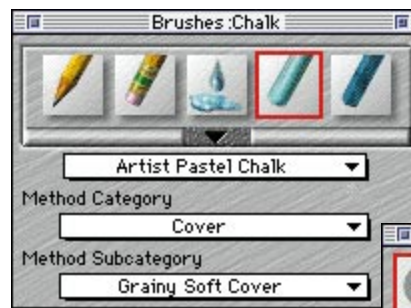 Brushes :Chalk
Artist Pastel Chalk
Method Category
Cover
Method Subcategory
Grainy Soft Cover